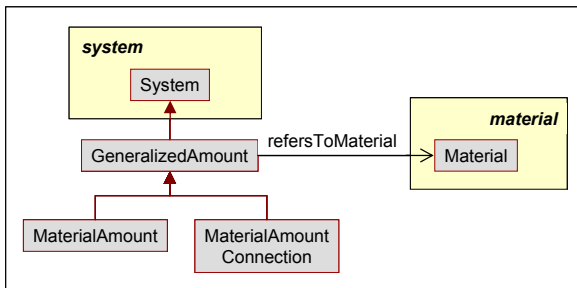 system
System
material
refersToMaterial
GeneralizedAmount
Material
MaterialAmount
MaterialAmount
Connection